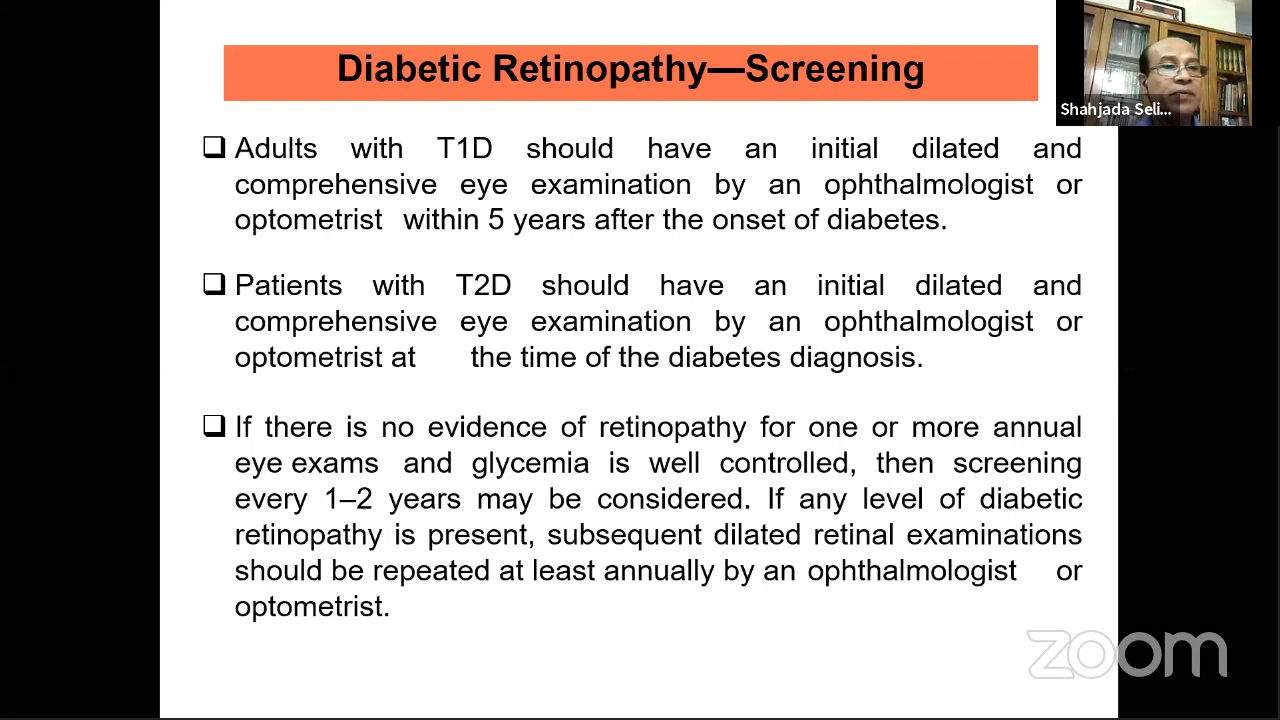 Diabetic Retinopathy—Screening
Shahjada Seli...
❑ Adults with T1D should have an initial dilated and
comprehensive eye examination by an ophthalmologist or
optometrist within 5 years after the onset of diabetes.
❑ Patients with T2D should have an initial dilated and
comprehensive eye examination by an ophthalmologist or
optometrist at the time of the diabetes diagnosis.
❑ If there is no evidence of retinopathy for one or more annual
eye exams and glycemia is well controlled, then screening
every 1–2 years may be considered. If any level of diabetic
retinopathy is present, subsequent dilated retinal examinations
should be repeated at least annually by an ophthalmologist or
optometrist.
zoom